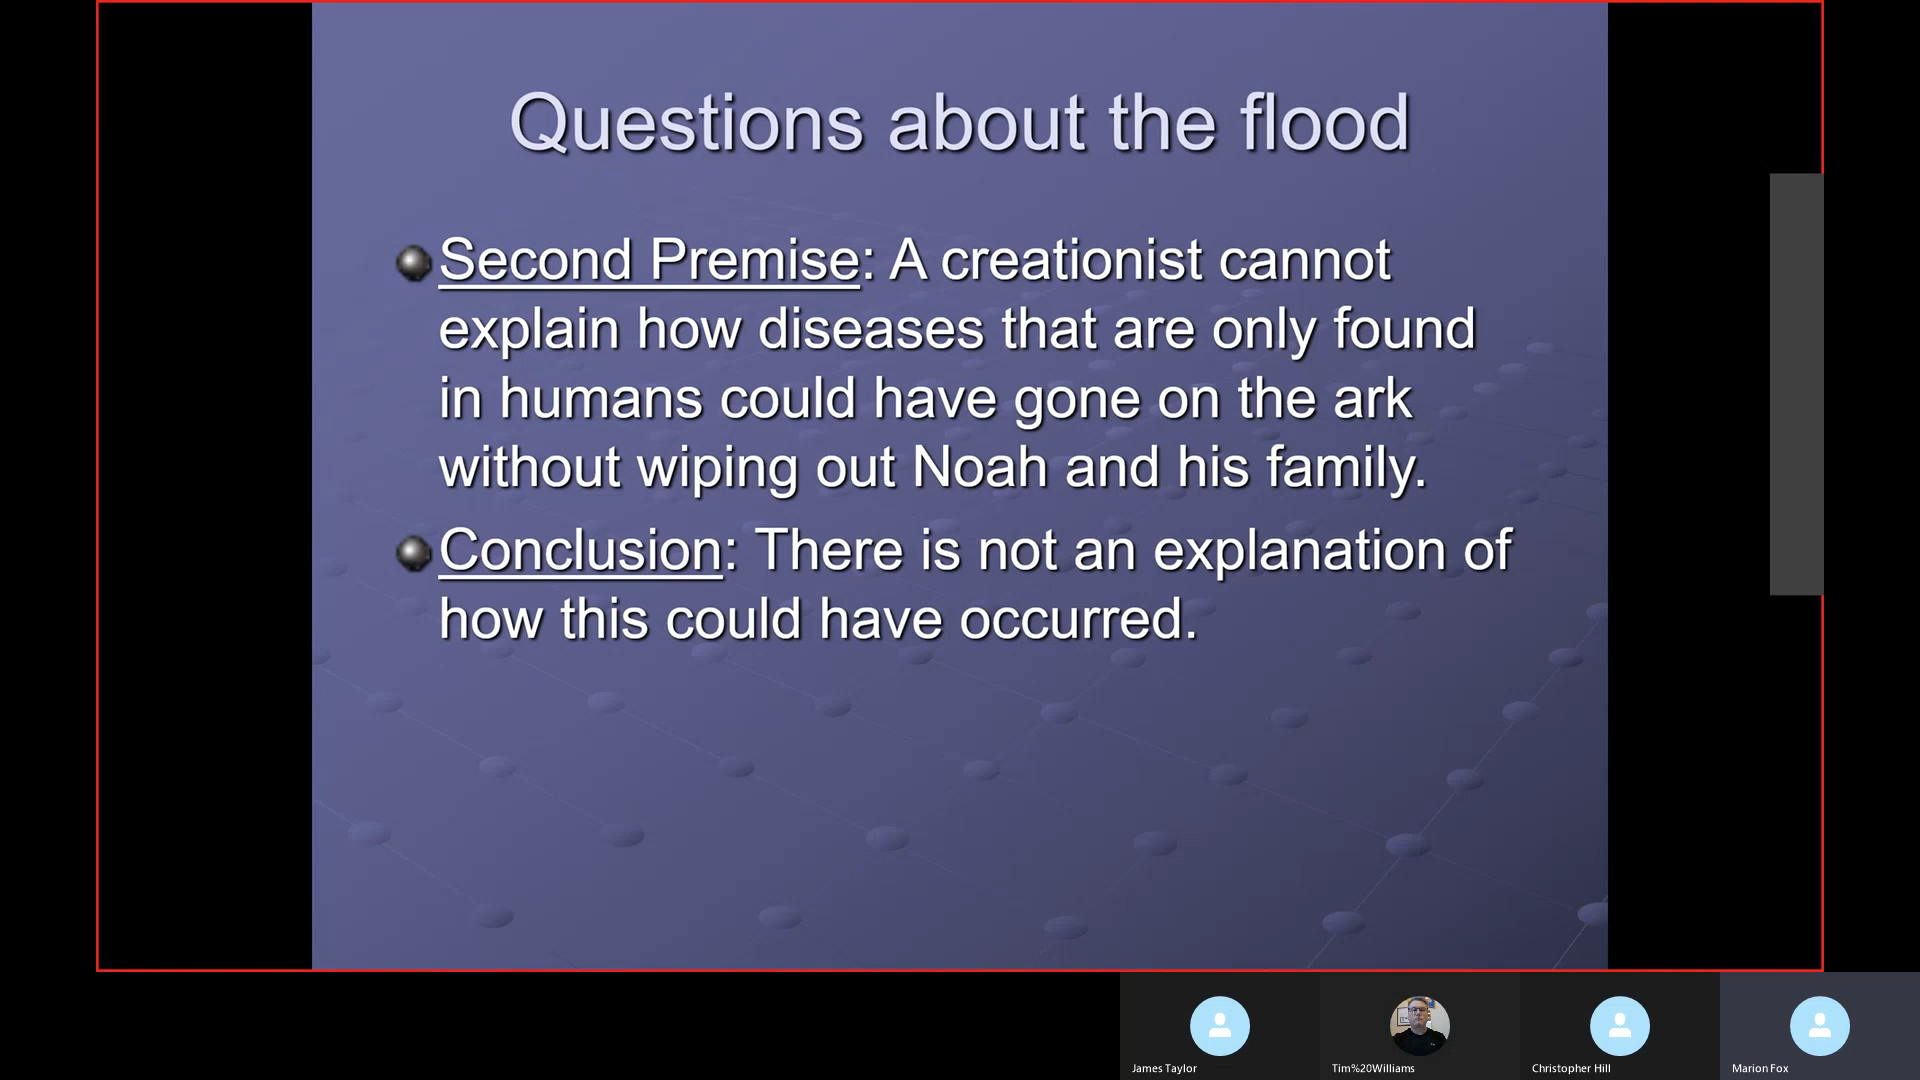 Questions about the flood
Second Premise: A creationist cannot
explain how diseases that are only found
in humans could have gone on the ark
without wiping out Noah and his family.
Conclusion: There is not an explanation of
how this could have occurred.
James Taylor
Tim%20Williams
Christopher Hill
Marion Fox